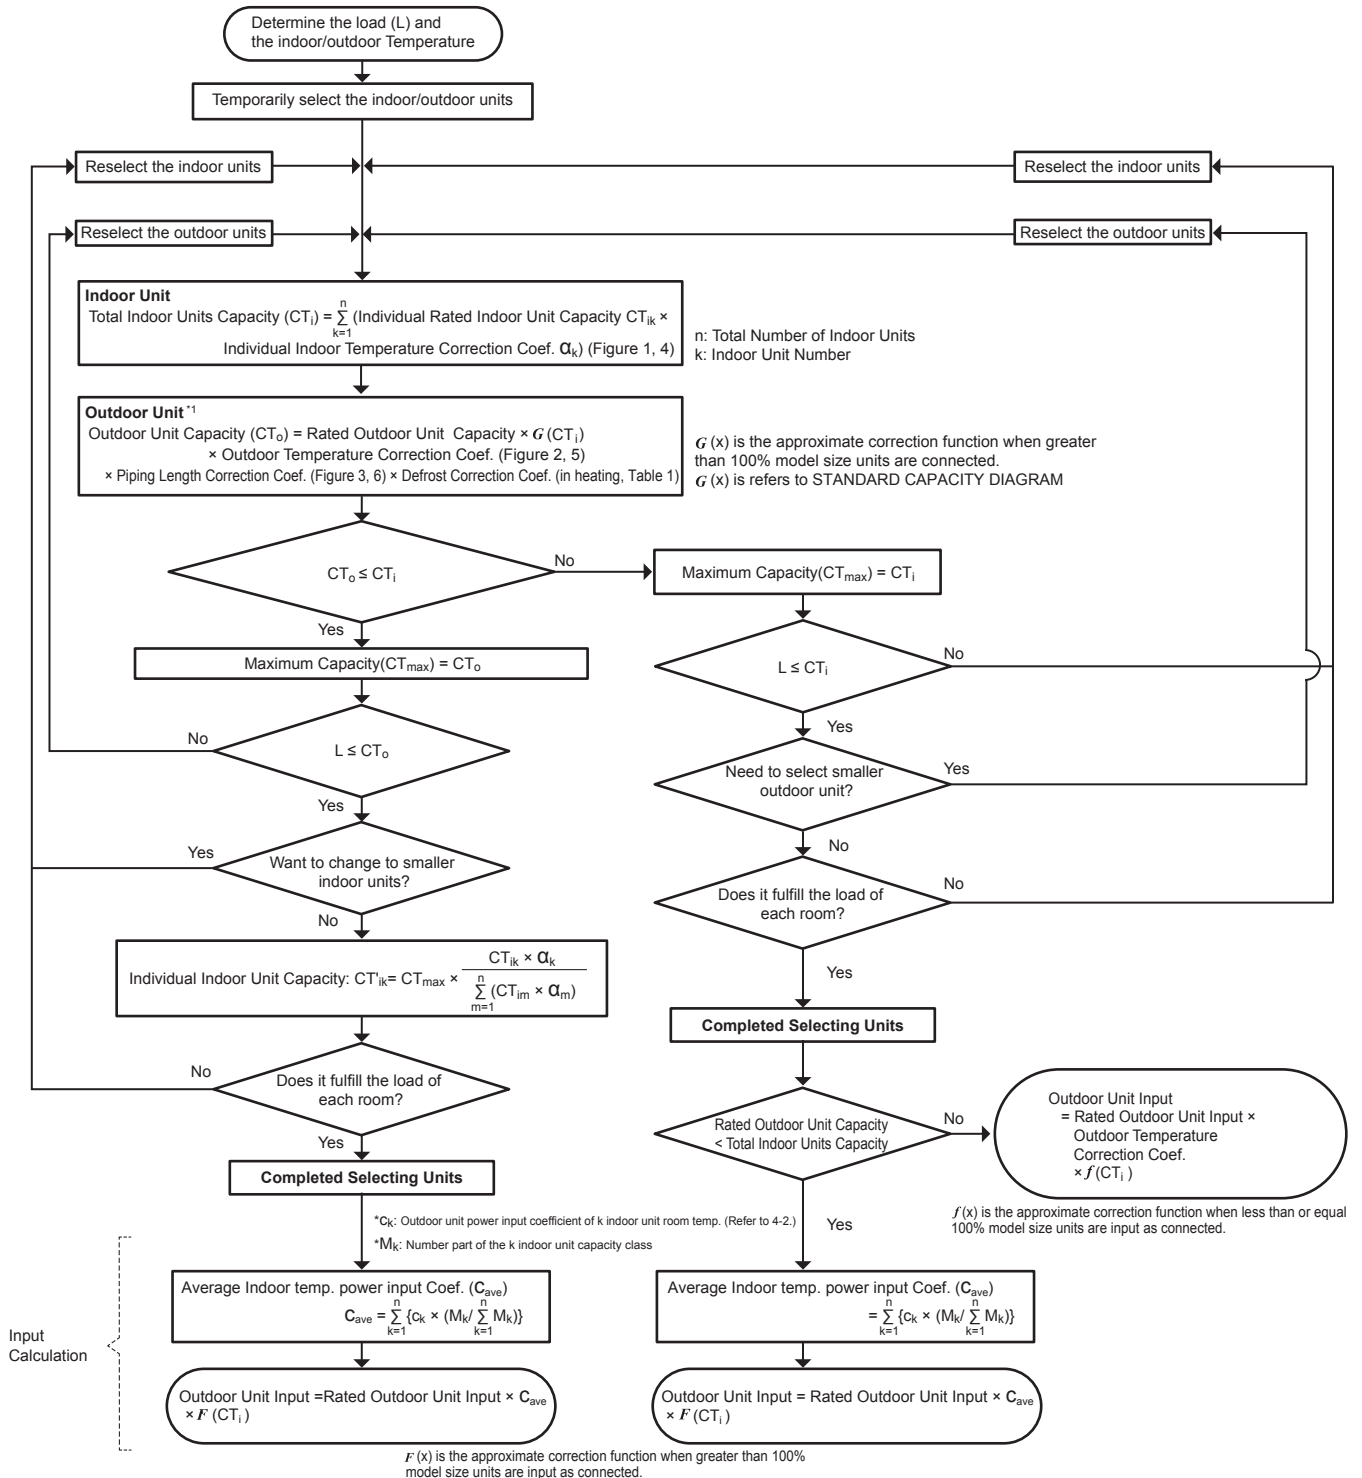 Determine the load (L) and
the indoor/outdoor Temperature
Temporarily select the indoor/outdoor units
Reselect the indoor units
Reselect the indoor units
Reselect the outdoor units
Reselect the outdoor units
Indoor Unit
Total Indoor Units Capacity (CTi) = n Σ k=1 (Individual Rated Indoor Unit Capacity CTik ×
Individual Indoor Temperature Correction Coef. αk) (Figure 1, 4)
n: Total Number of Indoor Units
k: Indoor Unit Number
Outdoor Unit *1
Outdoor Unit Capacity (CTo) = Rated Outdoor Unit Capacity × G (CTi)
× Outdoor Temperature Correction Coef. (Figure 2, 5)
× Piping Length Correction Coef. (Figure 3, 6) × Defrost Correction Coef. (in heating, Table 1)
G (x) is the approximate correction function when greater
than 100% model size units are connected.
G (x) is refers to STANDARD CAPACITY DIAGRAM
CTo ≤ CTi
No
Yes
Maximum Capacity(CTmax) = CTi
Maximum Capacity(CTmax) = CTo
L ≤ CTi
No
Yes
L ≤ CTo
No
Yes
Need to select smaller
outdoor unit?
Yes
No
Want to change to smaller
indoor units?
Yes
No
Does it fulfill the load of
each room?
No
Yes
Individual Indoor Unit Capacity: CT'ik= CTmax × CTik × αk / n Σ m=1 (CTim × αm)
Completed Selecting Units
Does it fulfill the load of
each room?
No
Yes
Rated Outdoor Unit Capacity
< Total Indoor Units Capacity
No
Yes
Outdoor Unit Input
= Rated Outdoor Unit Input ×
Outdoor Temperature
Correction Coef.
× f (CTi )
Completed Selecting Units
f (x) is the approximate correction function when less than or equal
100% model size units are input as connected.
*ck: Outdoor unit power input coefficient of k indoor unit room temp. (Refer to 4-2.)
*Mk: Number part of the k indoor unit capacity class
Input
Calculation
Average Indoor temp. power input Coef. (Cave)
Cave = n Σ k=1 {ck × (Mk/ n Σ k=1 Mk)}
Average Indoor temp. power input Coef. (Cave)
= n Σ k=1 {ck × (Mk/ n Σ k=1 Mk)}
Outdoor Unit Input =Rated Outdoor Unit Input × Cave
× F (CTi )
Outdoor Unit Input = Rated Outdoor Unit Input × Cave
× F (CTi )
F (x) is the approximate correction function when greater than 100%
model size units are input as connected.